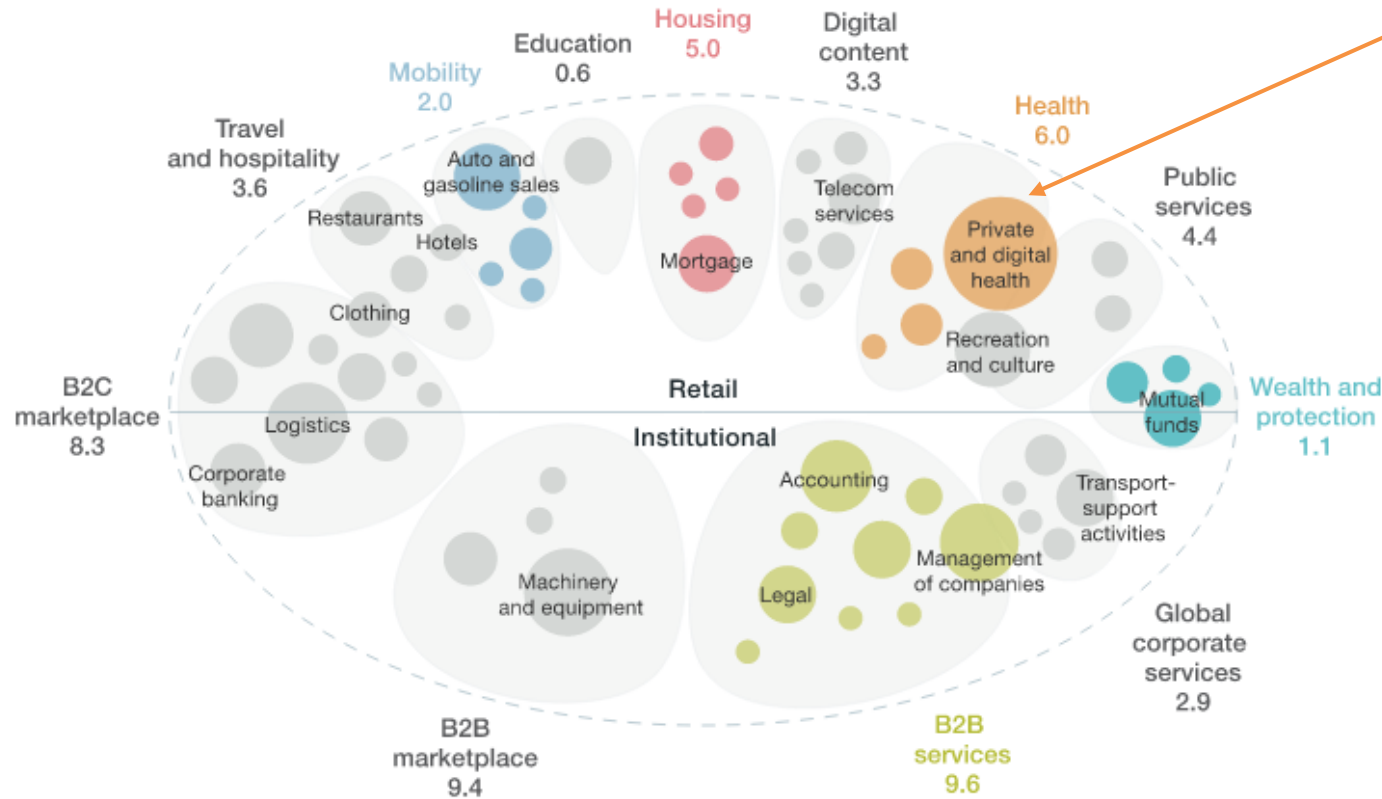 Housing
5.0
Digital
content
3.3
Education
0.6
Mobility
2.0
Health
6.0
Travel
and hospitality
3.6
Public
services
4.4
Auto and
gasoline sales
Restaurants
Hotels
Clothing
Mortgage
Telecom
services
Private
and digital
health
Recreation
and culture
B2C
marketplace
8.3
Logistics
Corporate
banking
Retail
Institutional
Mutual
funds
Wealth and
protection
1.1
Accounting
Management
of companies
Legal
Transport-
support
activities
Machinery
and equipment
Global
corporate
services
2.9
B2B
marketplace
9.4
B2B
services
9.6